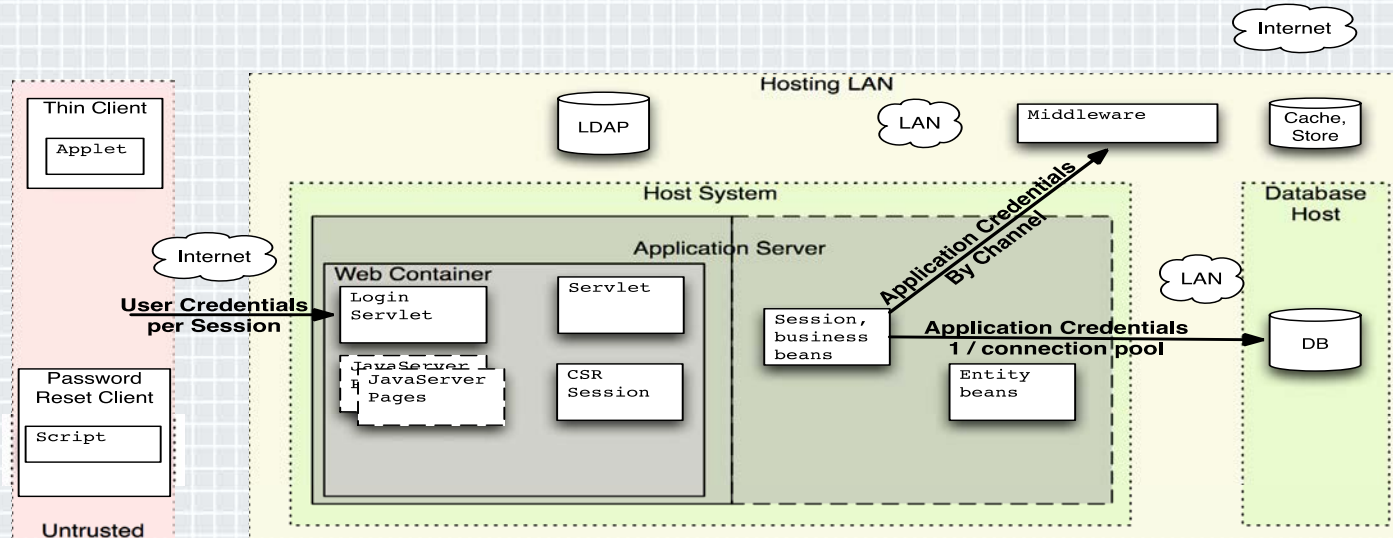 Internet
Hosting LAN
Thin Client
Applet
LDAP
LAN
Middleware
Cache,
Store
Host System
Database
Host
Application Server
Internet
Web Container
Login
Servlet
Servlet
User Credentials
per Session
JavaServer
JavaServer
Pages
CSR
Session
Application Credentials
By Channel
LAN
Session,
business
beans
Application Credentials
1 / connection pool
Entity
beans
DB
Password
Reset Client
Script
Untrusted